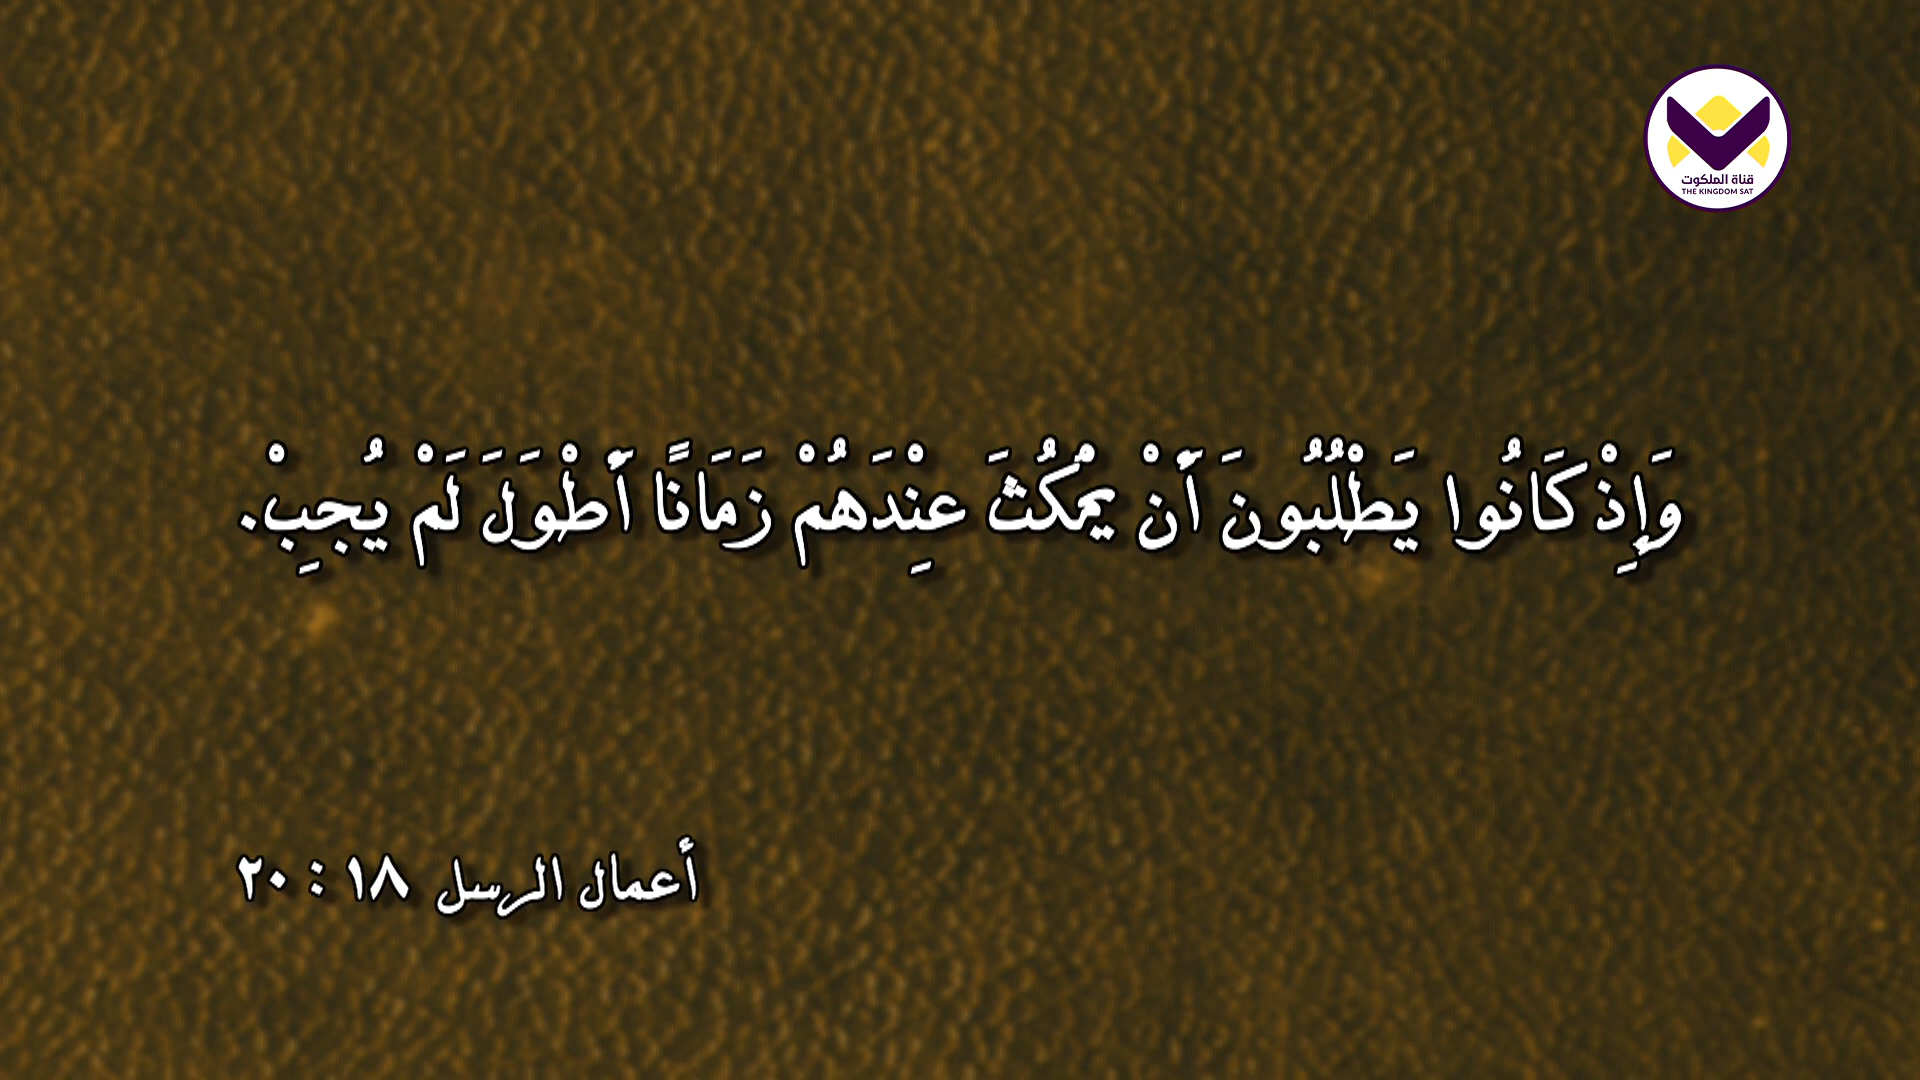 قناة الملكوت
THE KINGDOM SAT
وَإِذْ كَانُوا يَطْلُبُونَ أَنْ يَمْكُثَ عِنْدَهُمْ زَمَانًا أَطْوَلَ لَمْ يُجِبْ.
أعمال الرسل ١٨ : ٢٠